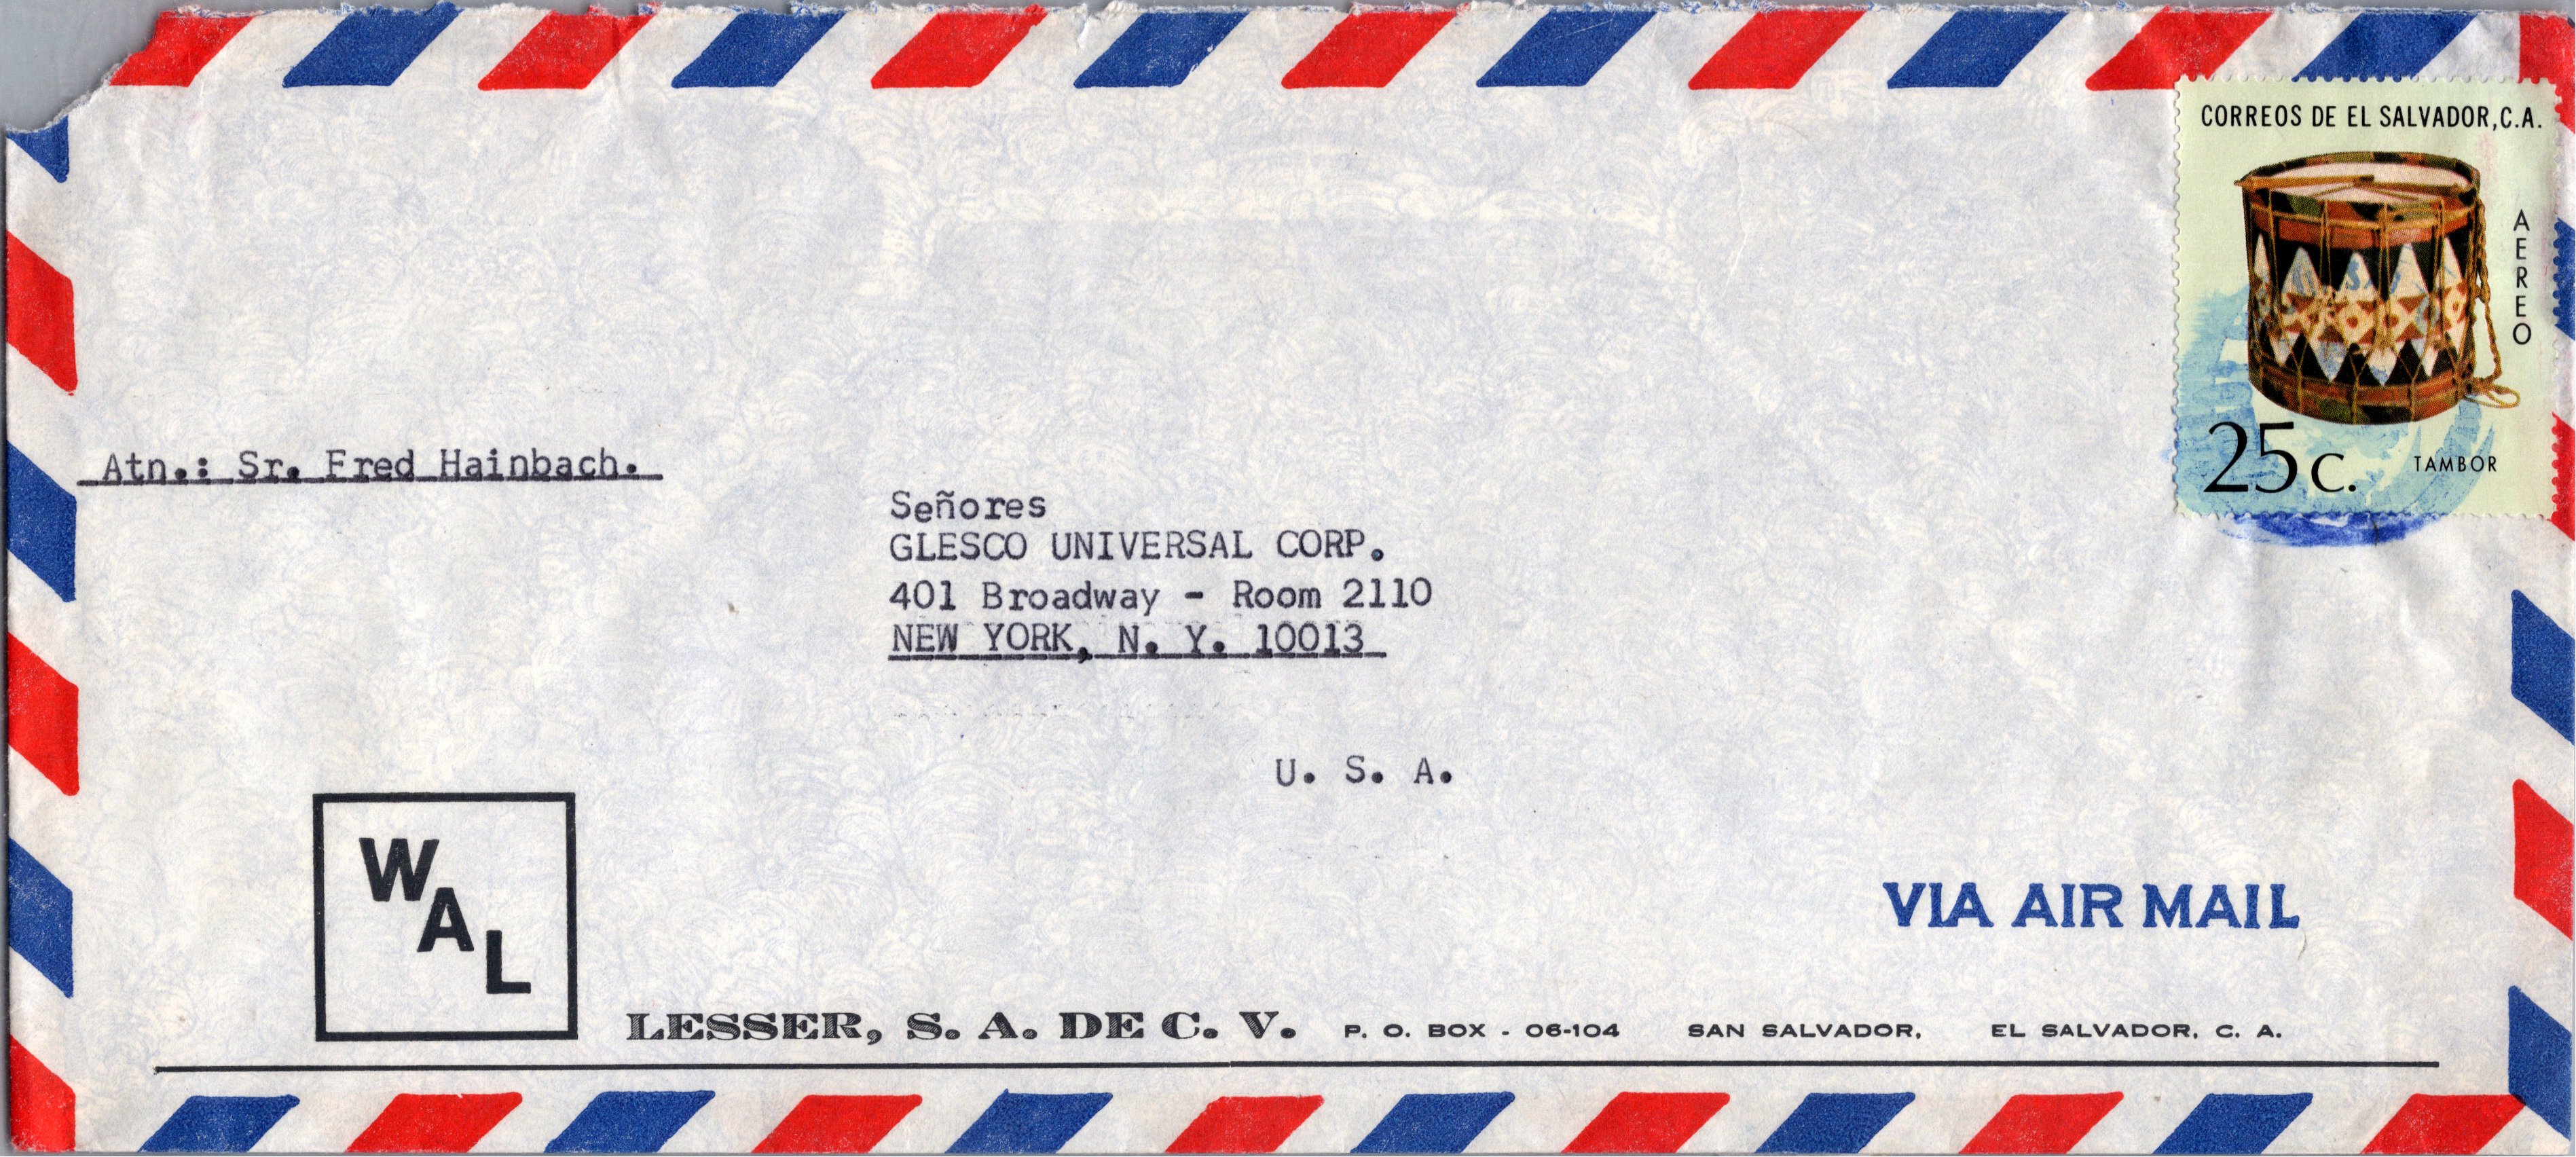 CORREOS DE EL SALVADOR, C.A.
AEREO
25 c.
TAMBOR
Atn.: Sr. Fred Hainbach.
Señores
GLESCO UNIVERSAL CORP.
401 Broadway - Room 2110
NEW YORK, N. Y. 10013
U. S. A.
VIA AIR MAIL
WAL
LESSER, S. A. DE C. V. P. O. BOX - 06-104 SAN SALVADOR, EL SALVADOR, C. A.